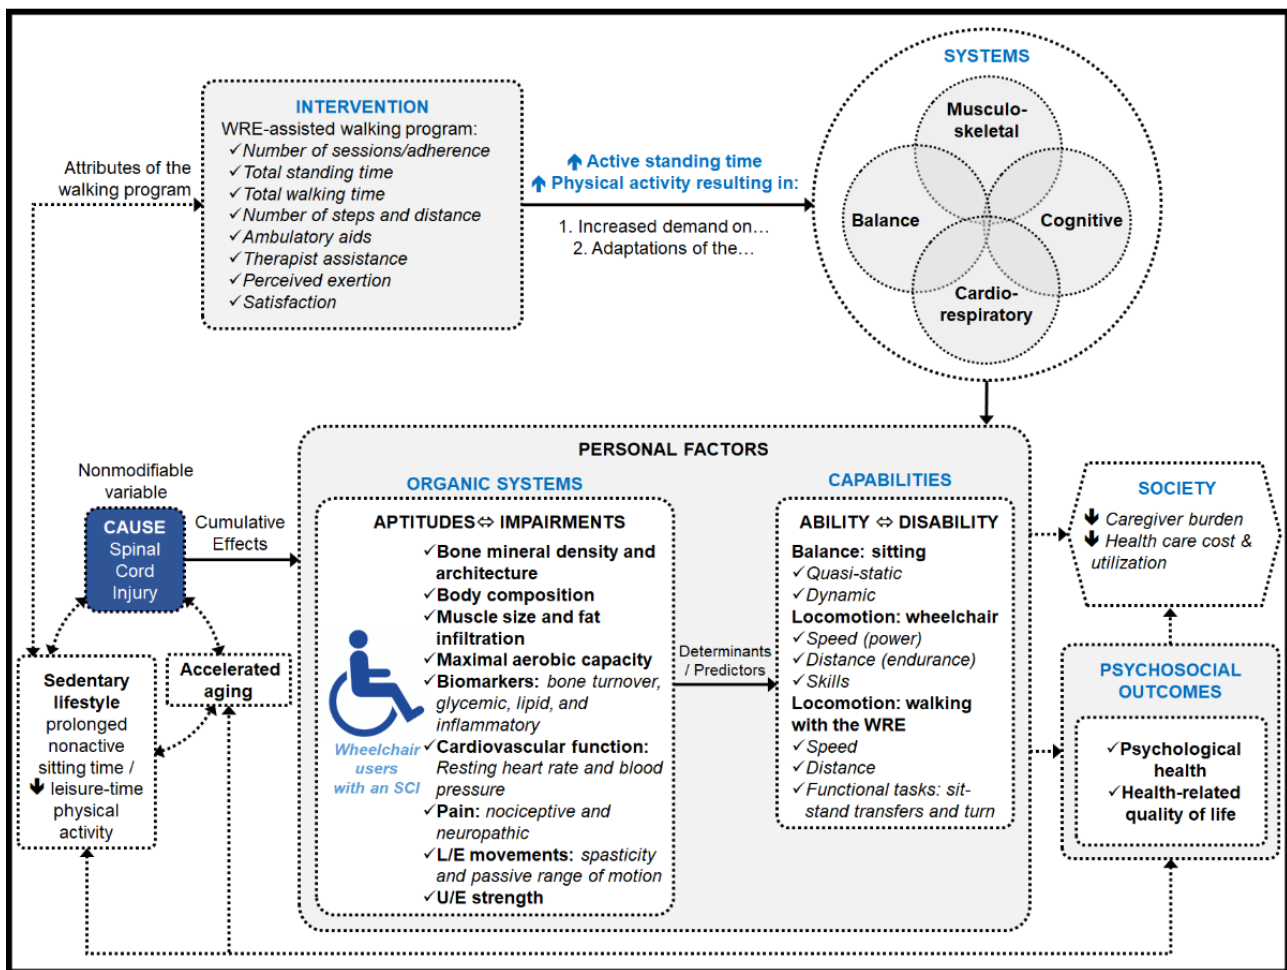 INTERVENTION
WRE-assisted walking program:
✓Number of sessions/adherence
✓Total standing time
✓Total walking time
✓Number of steps and distance
✓Ambulatory aids
✓Therapist assistance
✓Perceived exertion
✓Satisfaction
Attributes of the
walking program
🡅 Active standing time
🡅 Physical activity resulting in:
1. Increased demand on…
2. Adaptations of the…
SYSTEMS
Musculo-
skeletal
Balance
Cognitive
Cardio-
respiratory
Nonmodifiable
variable
CAUSE
Spinal
Cord
Injury
Cumulative
Effects
Sedentary
lifestyle
prolonged
nonactive
sitting time /
🡇 leisure-time
physical
activity
Accelerated
aging
PERSONAL FACTORS
ORGANIC SYSTEMS
APTITUDES⇔ IMPAIRMENTS
✓Bone mineral density and
architecture
✓Body composition
✓Muscle size and fat
infiltration
✓Maximal aerobic capacity
✓Biomarkers: bone turnover,
glycemic, lipid, and
inflammatory
✓Cardiovascular function:
Resting heart rate and blood
pressure
✓Pain: nociceptive and
neuropathic
✓L/E movements: spasticity
and passive range of motion
✓U/E strength
Wheelchair
users
with an SCI
Determinants
/ Predictors
CAPABILITIES
ABILITY ⇔ DISABILITY
Balance: sitting
✓Quasi-static
✓Dynamic
Locomotion: wheelchair
✓Speed (power)
✓Distance (endurance)
✓Skills
Locomotion: walking
with the WRE
✓Speed
✓Distance
✓Functional tasks: sit-
stand transfers and turn
SOCIETY
🡇 Caregiver burden
🡇 Health care cost &
utilization
PSYCHOSOCIAL
OUTCOMES
✓Psychological
health
✓Health-related
quality of life